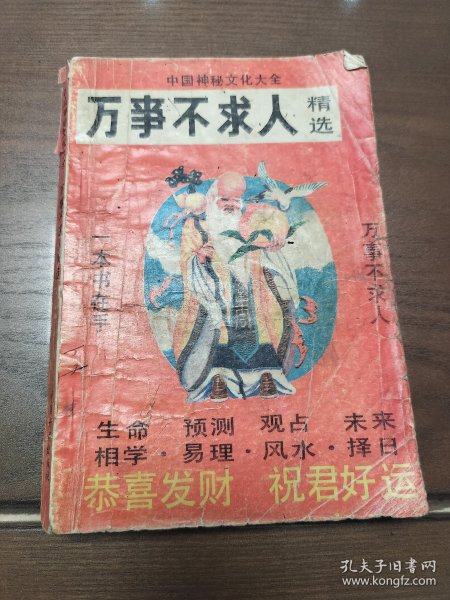 中国神秘文化大全
万事不求人
精选
一本书在手
万事不求人
生命 预测 观占 未来
相学·易理·风水·择日
恭喜发财 祝君好运
孔夫子旧书网
www.kongfz.com